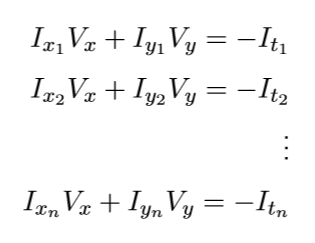 I_{x_1}V_x + I_{y_1}V_y = −I_{t_1}
I_{x_2}V_x + I_{y_2}V_y = −I_{t_2}
⋮
I_{x_n}V_x + I_{y_n}V_y = −I_{t_n}